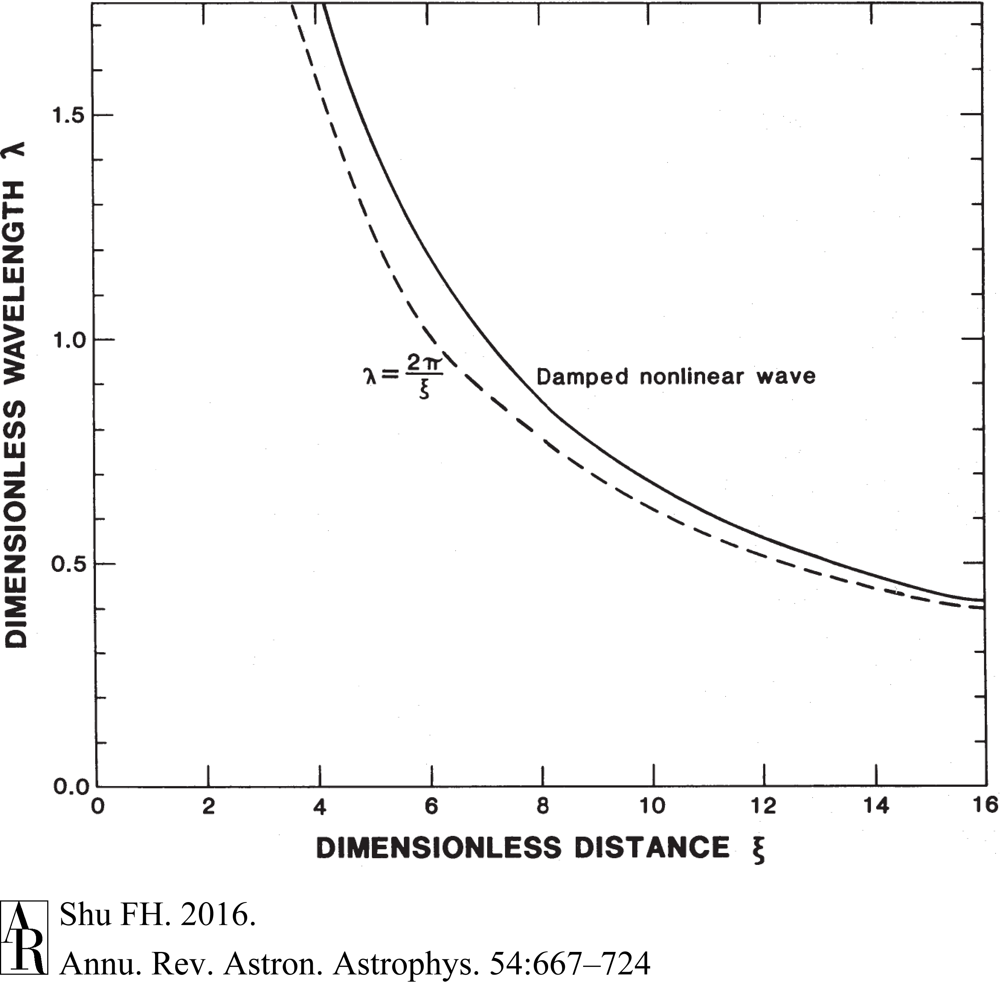 DIMENSIONLESS WAVELENGTH λ
1.5
1.0
0.5
0.0
λ = 2π
ξ
Damped nonlinear wave
0 2 4 6 8 10 12 14 16
DIMENSIONLESS DISTANCE ξ
AR
Shu FH. 2016.
Annu. Rev. Astron. Astrophys. 54:667–724